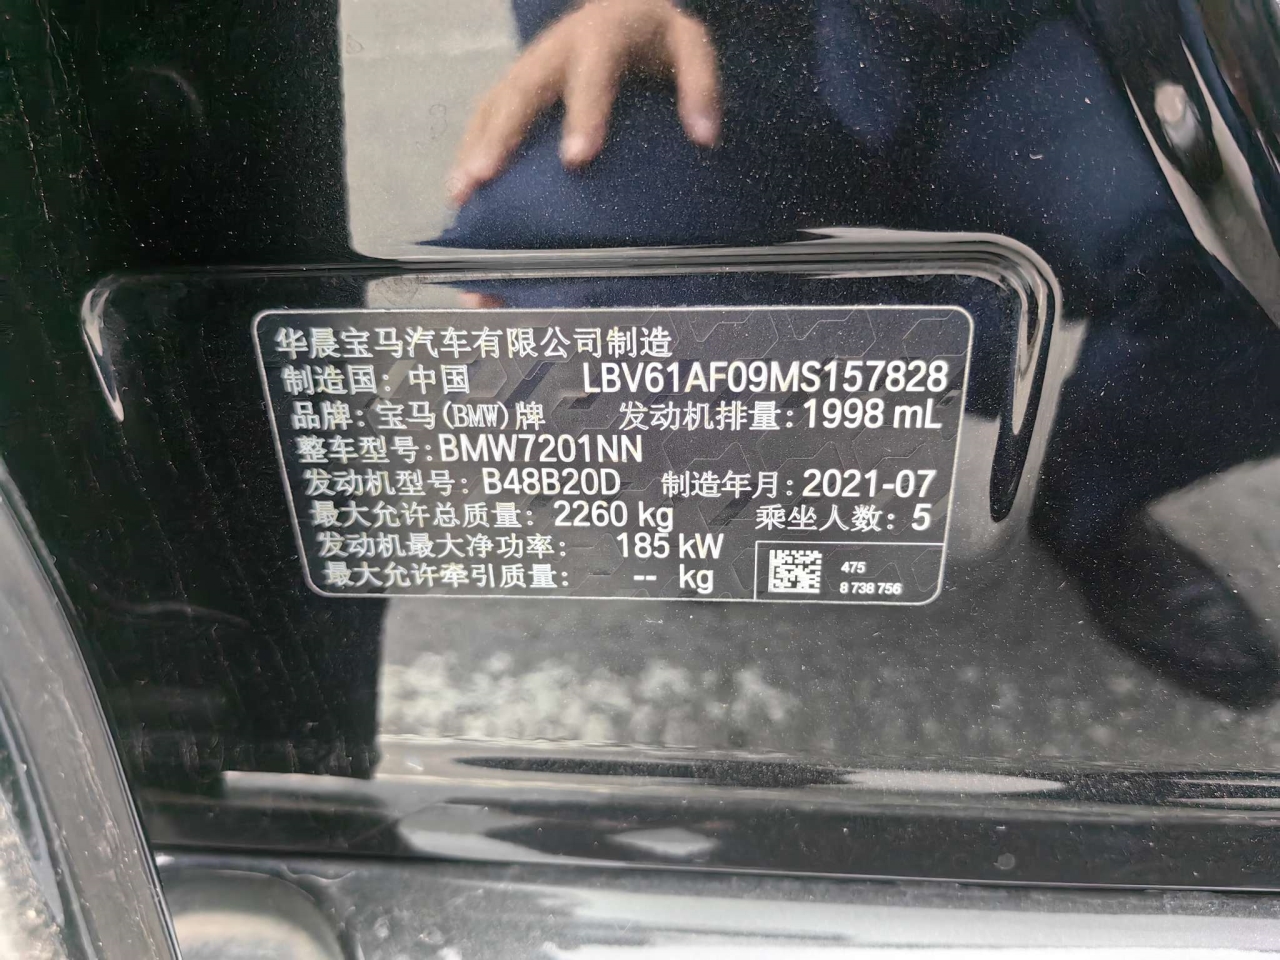 华晨宝马汽车有限公司制造
制造国：中国 LBV61AF09MS157828
品牌：宝马(BMW)牌 发动机排量：1998 mL
整车型号：BMW7201NN
发动机型号：B48B20D 制造年月：2021-07
最大允许总质量：2260 kg 乘坐人数：5
发动机最大净功率： 185 kW
最大允许牵引质量： -- kg
475
8 738 756